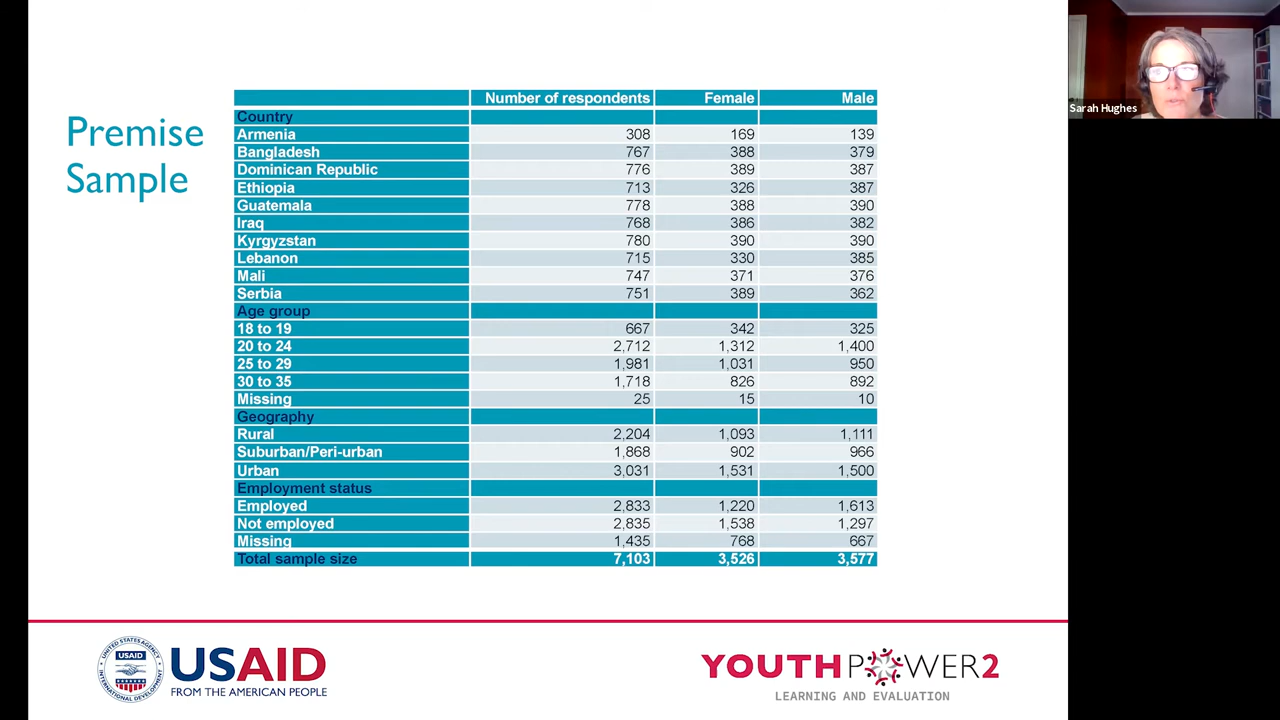 Premise
Sample
Number of respondents Female Male
Country
Armenia 308 169 139
Bangladesh 767 388 379
Dominican Republic 776 389 387
Ethiopia 713 326 387
Guatemala 778 388 390
Iraq 768 386 382
Kyrgyzstan 780 390 390
Lebanon 715 330 385
Mali 747 371 376
Serbia 751 389 362
Age group
18 to 19 667 342 325
20 to 24 2,712 1,312 1,400
25 to 29 1,981 1,031 950
30 to 35 1,718 826 892
Missing 25 15 10
Geography
Rural 2,204 1,093 1,111
Suburban/Peri-urban 1,868 902 966
Urban 3,031 1,531 1,500
Employment status
Employed 2,833 1,220 1,613
Not employed 2,835 1,538 1,297
Missing 1,435 768 667
Total sample size 7,103 3,526 3,577
Sarah Hughes
UNITED STATES AGENCY
USAID
INTERNATIONAL DEVELOPMENT
USAID
FROM THE AMERICAN PEOPLE
YOUTHPOWER2
LEARNING AND EVALUATION